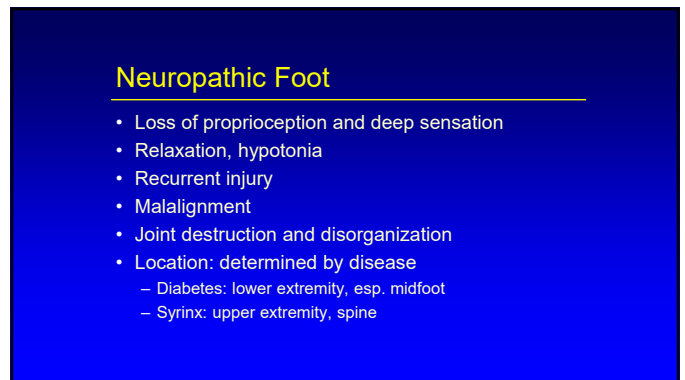 Neuropathic Foot
• Loss of proprioception and deep sensation
• Relaxation, hypotonia
• Recurrent injury
• Malalignment
• Joint destruction and disorganization
• Location: determined by disease
– Diabetes: lower extremity, esp. midfoot
– Syrinx: upper extremity, spine